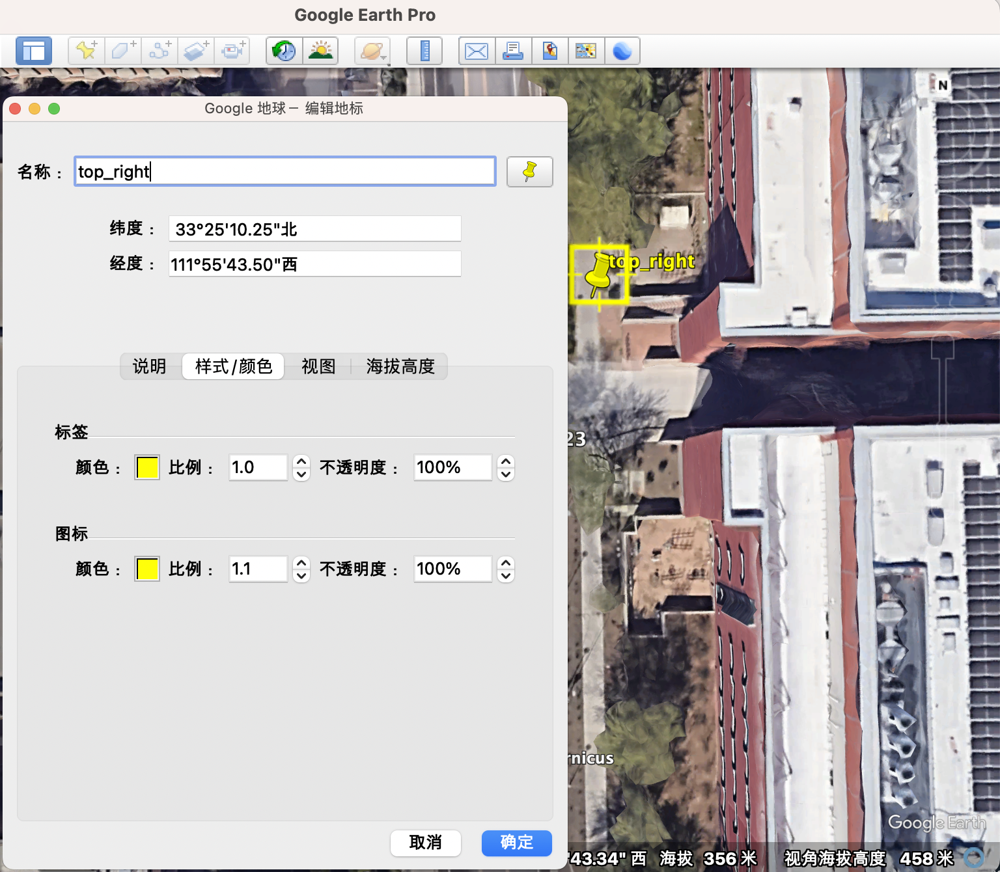 Google Earth Pro
N
Google 地球 — 编辑地标
名称：
top_right
纬度：
33°25'10.25"北
经度：
111°55'43.50"西
top_right
说明
样式/颜色
视图
海拔高度
标签
颜色：
比例：
1.0
不透明度：
100%
23
图标
颜色：
比例：
1.1
不透明度：
100%
rnicus
Google Earth
取消
确定
'43.34" 西
海拔
356 米
视角海拔高度
458 米